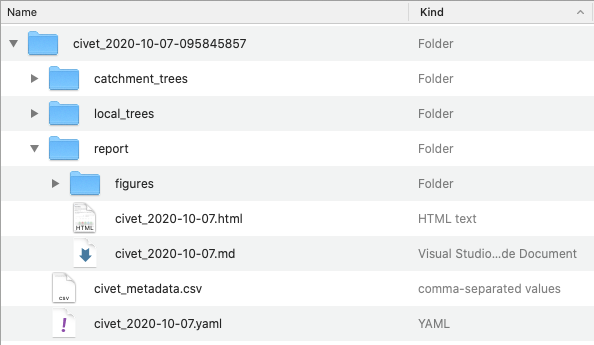 Name Kind
civet_2020-10-07-095845857 Folder
catchment_trees Folder
local_trees Folder
report Folder
figures Folder
HTML civet_2020-10-07.html HTML text
civet_2020-10-07.md Visual Studio...de Document
CSV civet_metadata.csv comma-separated values
civet_2020-10-07.yaml YAML